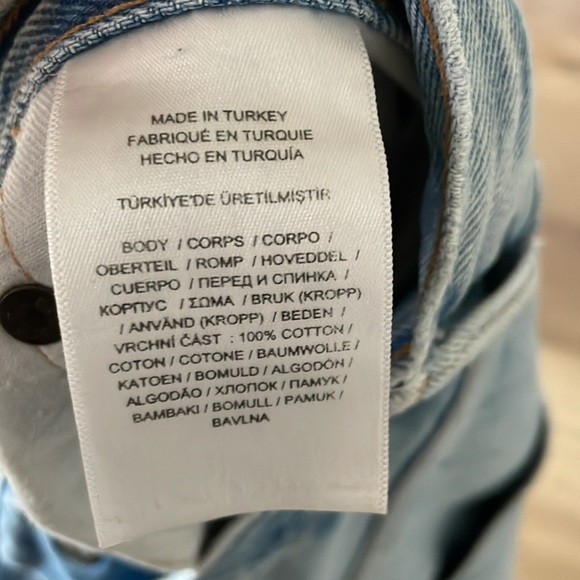 MADE IN TURKEY
FABRIQUÉ EN TURQUIE
HECHO EN TURQUÍA
TÜRKİYE'DE ÜRETİLMİŞTİR
BODY / CORPS / CORPO /
OBERTEIL / ROMP / HOVEDDEL /
CUERPO / ПЕРЕД И СПИНКА /
КОРПУС / ΣΩΜΑ / BRUK (KROPP)
/ ANVÄND (KROPP) / BEDEN /
VRCHNÍ ČÁST : 100% COTTON /
COTON / COTONE / BAUMWOLLE /
KATOEN / BOMULD / ALGODÓN /
ALGODÃO / ХЛОПОК / ПАМУК /
BAMBAKI / BOMULL / PAMUK /
BAVLNA